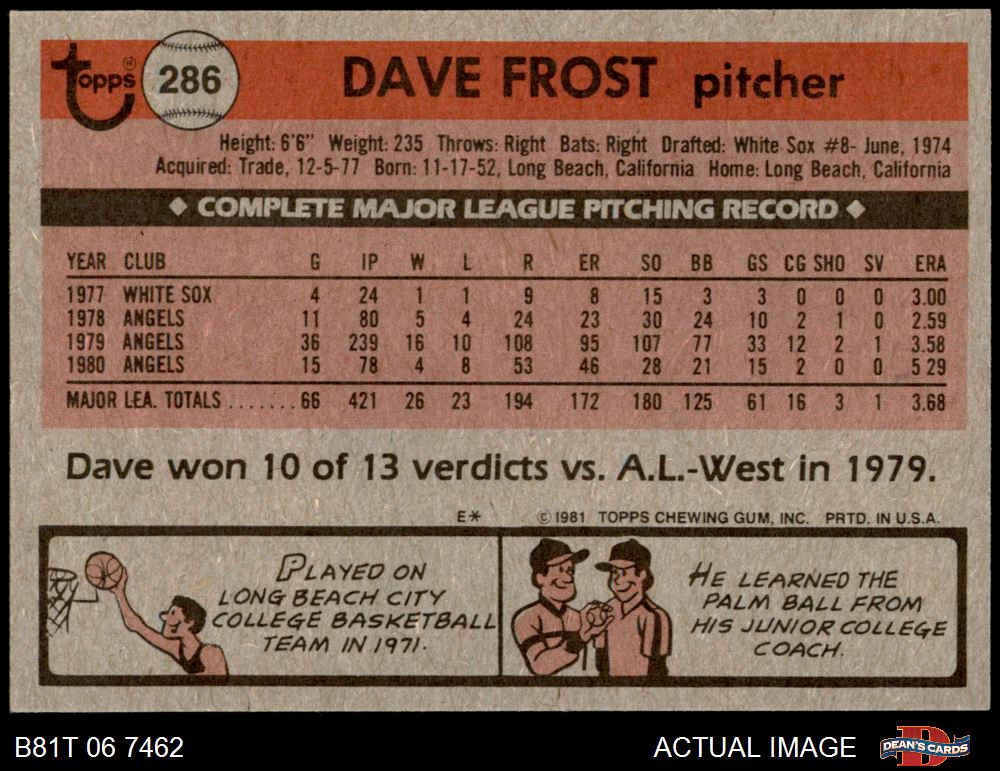 Topps 286 DAVE FROST pitcher
Height: 6'6" Weight: 235 Throws: Right Bats: Right Drafted: White Sox #8- June, 1974
Acquired: Trade, 12-5-77 Born: 11-17-52, Long Beach, California Home: Long Beach, California
◆ COMPLETE MAJOR LEAGUE PITCHING RECORD ◆
YEAR CLUB G IP W L R ER SO BB GS CG SHO SV ERA
1977 WHITE SOX 4 24 1 1 9 8 15 3 3 0 0 0 3.00
1978 ANGELS 11 80 5 4 24 23 30 24 10 2 1 0 2.59
1979 ANGELS 36 239 16 10 108 95 107 77 33 12 2 1 3.58
1980 ANGELS 15 78 4 8 53 46 28 21 15 2 0 0 5 29
MAJOR LEA. TOTALS ....... 66 421 26 23 194 172 180 125 61 16 3 1 3.68
Dave won 10 of 13 verdicts vs. A.L.-West in 1979.
E* © 1981 TOPPS CHEWING GUM, INC. PRTD. IN U.S.A.
PLAYED ON
LONG BEACH CITY
COLLEGE BASKETBALL
TEAM IN 1971.
HE LEARNED THE
PALM BALL FROM
HIS JUNIOR COLLEGE
COACH.
B81T 06 7462 ACTUAL IMAGE DEAN'S CARDS